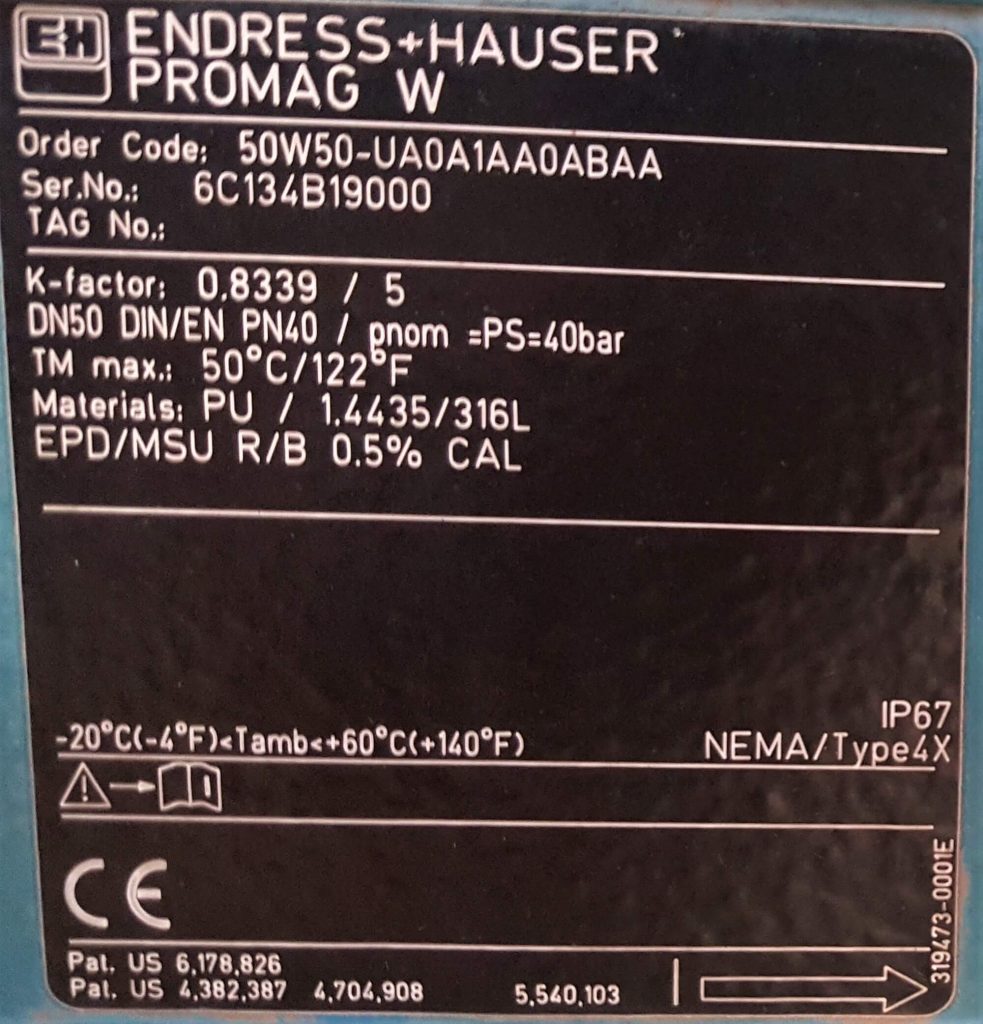 EH ENDRESS+HAUSER
PROMAG W
Order Code: 50W50-UA0A1AA0ABAA
Ser.No.: 6C134B19000
TAG No.:
K-factor: 0.8339 / 5
DN50 DIN/EN PN40 / pnom =PS=40bar
TM max.: 50°C/122°F
Materials: PU / 1.4435/316L
EPD/MSU R/B 0.5% CAL
IP67
-20°C(-4°F)<Tamb<+60°C(+140°F) NEMA/Type4X
CE
319473-0001E
Pat. US 6,178,826
Pat. US 4,382,387 4,704,908 5,540,103